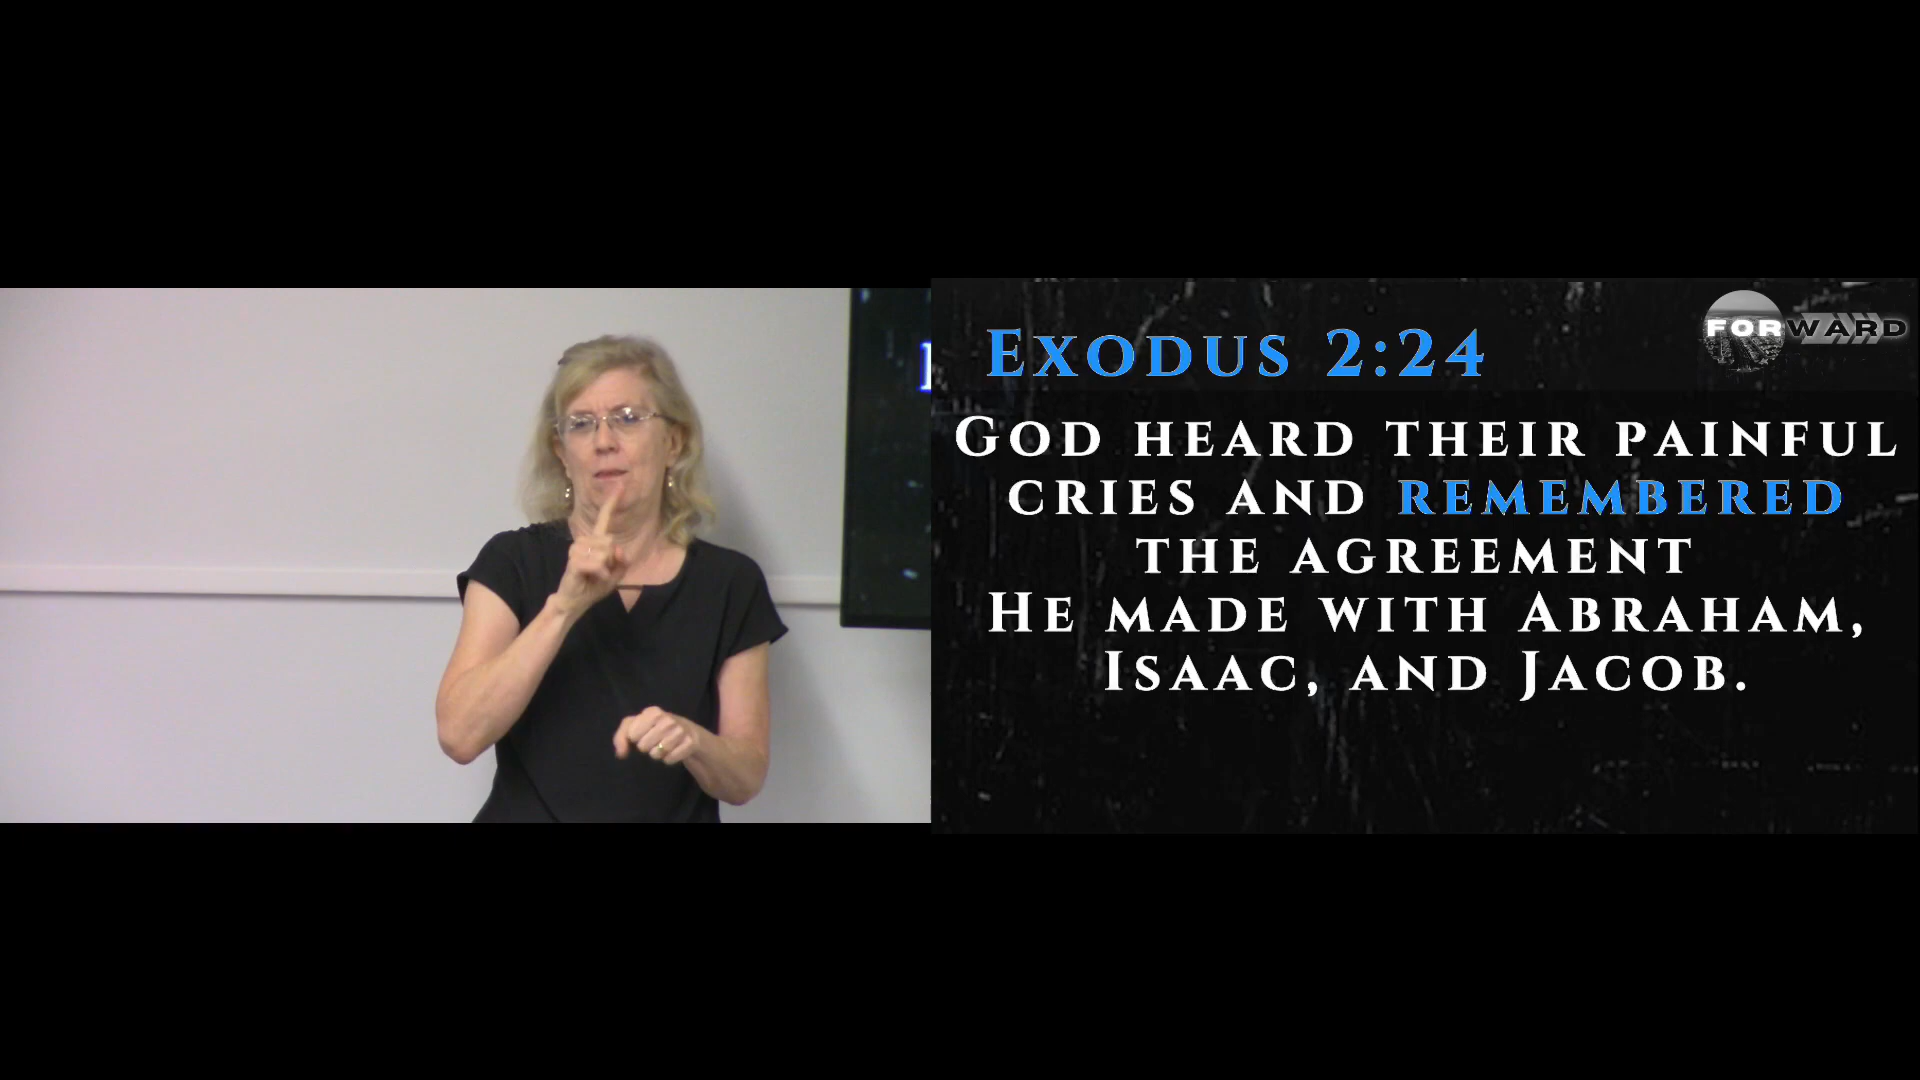 FORWARD
Exodus 2:24
God heard their painful
cries and remembered
the agreement
He made with Abraham,
Isaac, and Jacob.